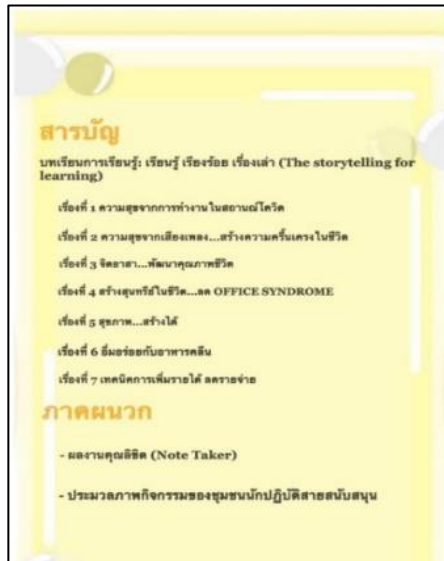 สารบัญ
บทเรียนการเรียนรู้: เรียนรู้ เรียงร้อย เรื่องเล่า (The storytelling for
learning)
เรื่องที่ 1 ความสุขจากการทำงานในสถานณ์โควิด
เรื่องที่ 2 ความสุขจากเสียงเพลง...สร้างความครื้นเครงในชีวิต
เรื่องที่ 3 จิตอาสา...พัฒนาคุณภาพชีวิต
เรื่องที่ 4 สร้างสุนทรีย์ในชีวิต...ลด OFFICE SYNDROME
เรื่องที่ 5 สุขภาพ...สร้างได้
เรื่องที่ 6 อิ่มอร่อยกับอาหารคลีน
เรื่องที่ 7 เทคนิคการเพิ่มรายได้ ลดรายจ่าย
ภาคผนวก
- ผลงานคุณลิขิต (Note Taker)
- ประมวลภาพกิจกรรมของชุมชนนักปฏิบัติสายสนับสนุน